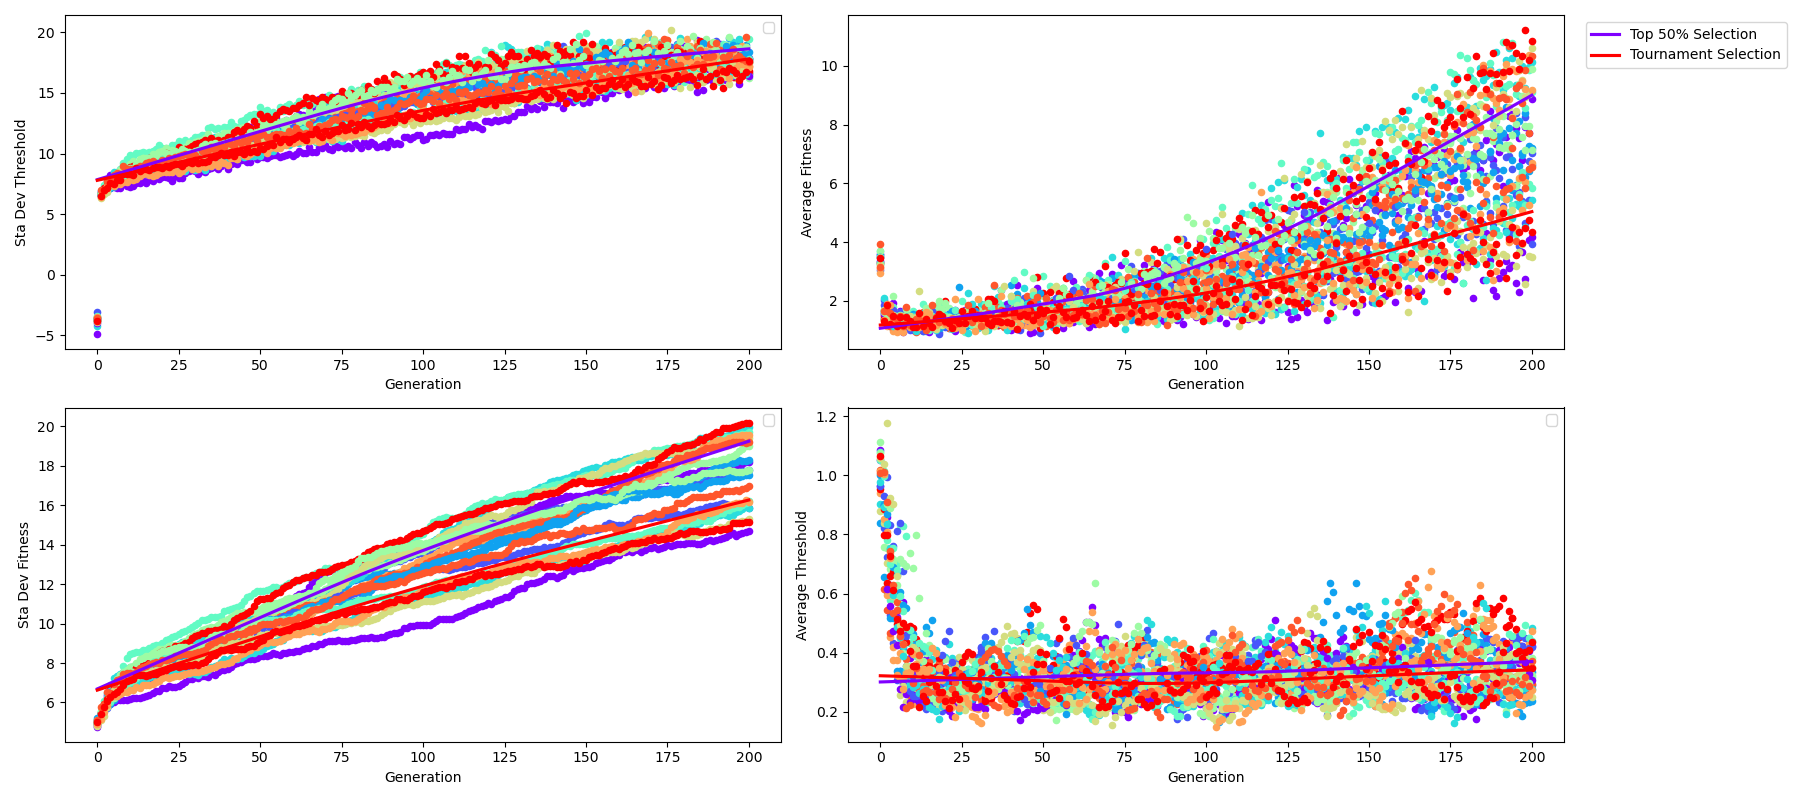 20
15
10
5
0
−5
Sta Dev Threshold
0 25 50 75 100 125 150 175 200
Generation
10
8
6
4
2
Average Fitness
0 25 50 75 100 125 150 175 200
Generation
Top 50% Selection
Tournament Selection
20
18
16
14
12
10
8
6
Sta Dev Fitness
0 25 50 75 100 125 150 175 200
Generation
1.2
1.0
0.8
0.6
0.4
0.2
Average Threshold
0 25 50 75 100 125 150 175 200
Generation